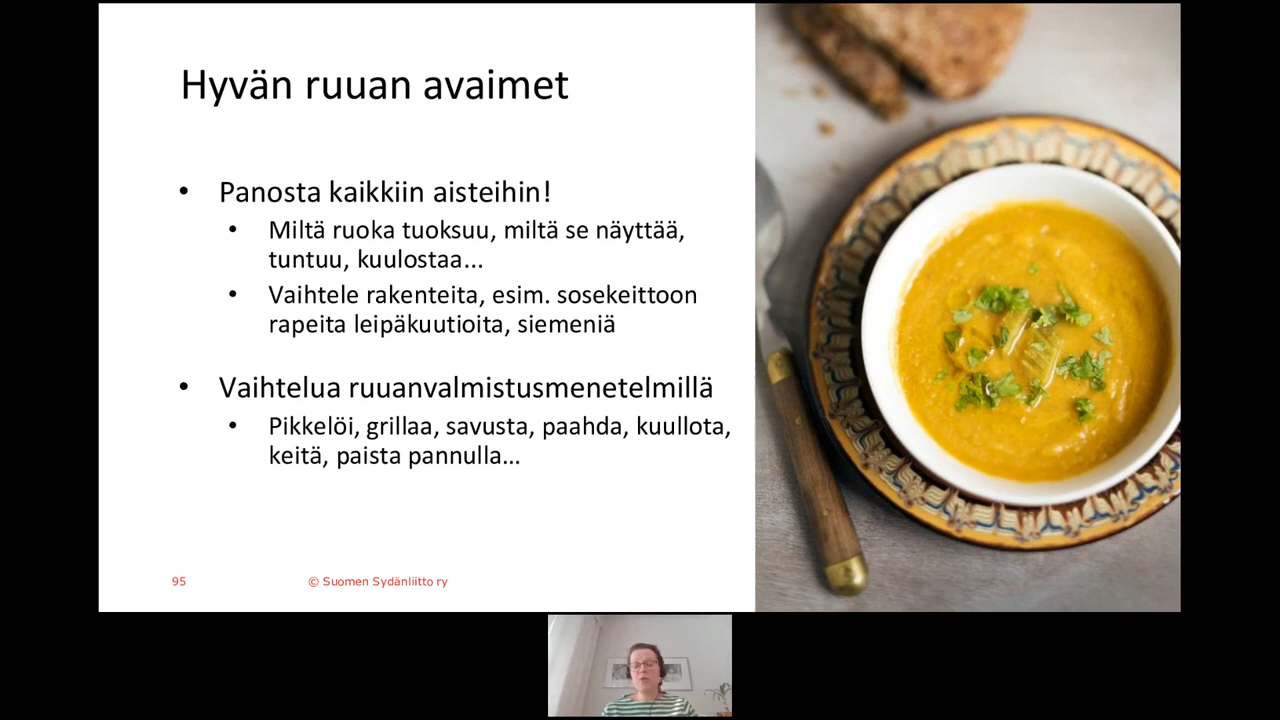 Hyvän ruuan avaimet
• Panosta kaikkiin aisteihin!
• Miltä ruoka tuoksuu, miltä se näyttää,
tuntuu, kuulostaa...
• Vaihtele rakenteita, esim. sosekeittoon
rapeita leipäkuutioita, siemeniä
• Vaihtelua ruuanvalmistusmenetelmillä
• Pikkelöi, grillaa, savusta, paahda, kuullota,
keitä, paista pannulla...
95
© Suomen Sydänliitto ry